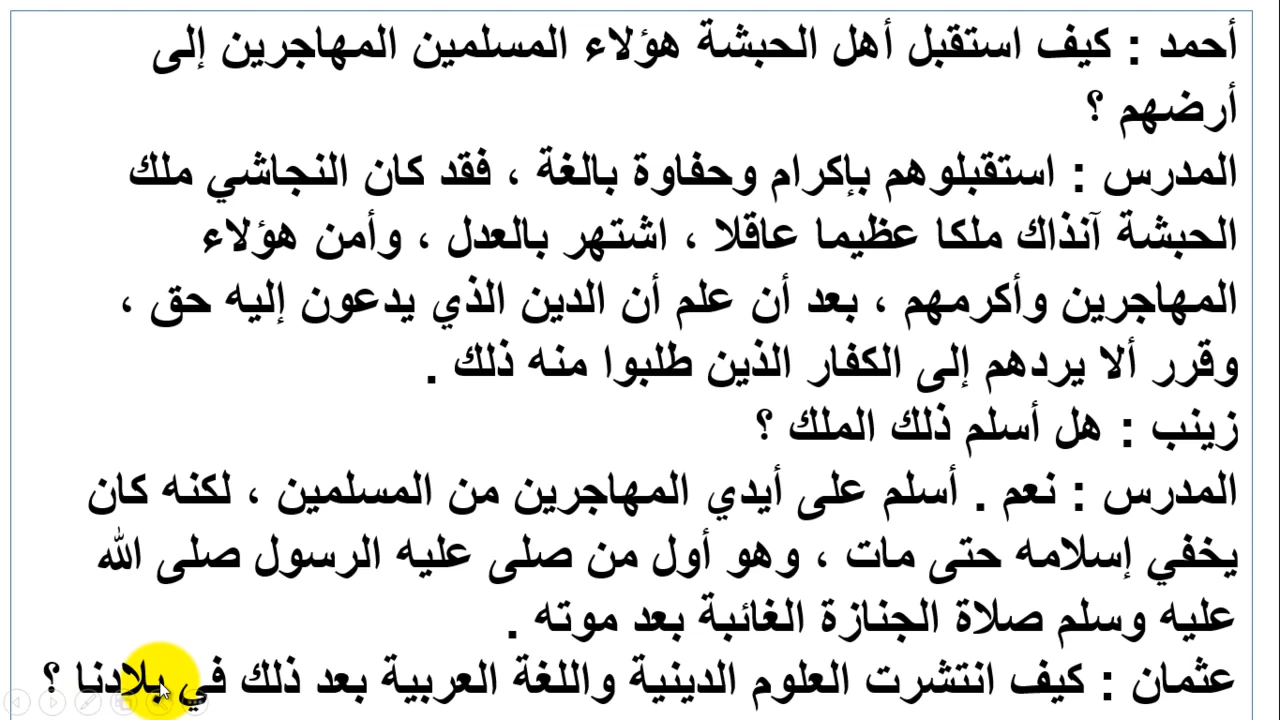 أحمد : كيف استقبل أهل الحبشة هؤلاء المسلمين المهاجرين إلى
أرضهم ؟
المدرس : استقبلوهم بإكرام وحفاوة بالغة ، فقد كان النجاشي ملك
الحبشة آنذاك ملكا عظيما عاقلا ، اشتهر بالعدل ، وأمن هؤلاء
المهاجرين وأكرمهم ، بعد أن علم أن الدين الذي يدعون إليه حق ،
وقرر ألا يردهم إلى الكفار الذين طلبوا منه ذلك .
زينب : هل أسلم ذلك الملك ؟
المدرس : نعم . أسلم على أيدي المهاجرين من المسلمين ، لكنه كان
يخفي إسلامه حتى مات ، وهو أول من صلى عليه الرسول صلى الله
عليه وسلم صلاة الجنازة الغائبة بعد موته .
عثمان : كيف انتشرت العلوم الدينية واللغة العربية بعد ذلك في بلادنا ؟